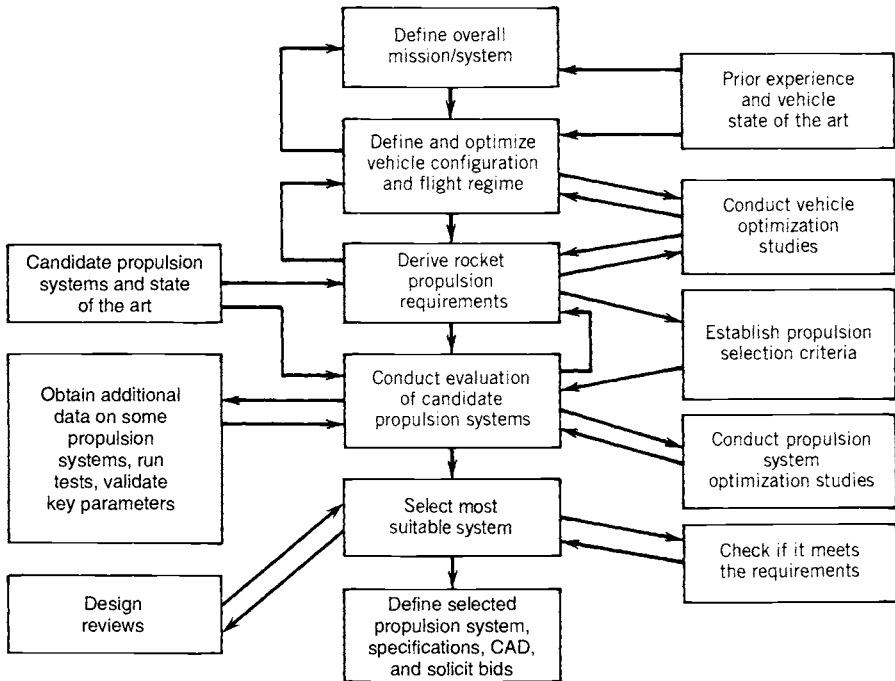 Define overall
mission/system
Prior experience
and vehicle
state of the art
Define and optimize
vehicle configuration
and flight regime
Conduct vehicle
optimization
studies
Candidate propulsion
systems and state
of the art
Derive rocket
propulsion
requirements
Establish propulsion
selection criteria
Obtain additional
data on some
propulsion
systems, run
tests, validate
key parameters
Conduct evaluation
of candidate
propulsion systems
Conduct propulsion
system
optimization studies
Select most
suitable system
Check if it meets
the requirements
Design
reviews
Define selected
propulsion system,
specifications, CAD,
and solicit bids